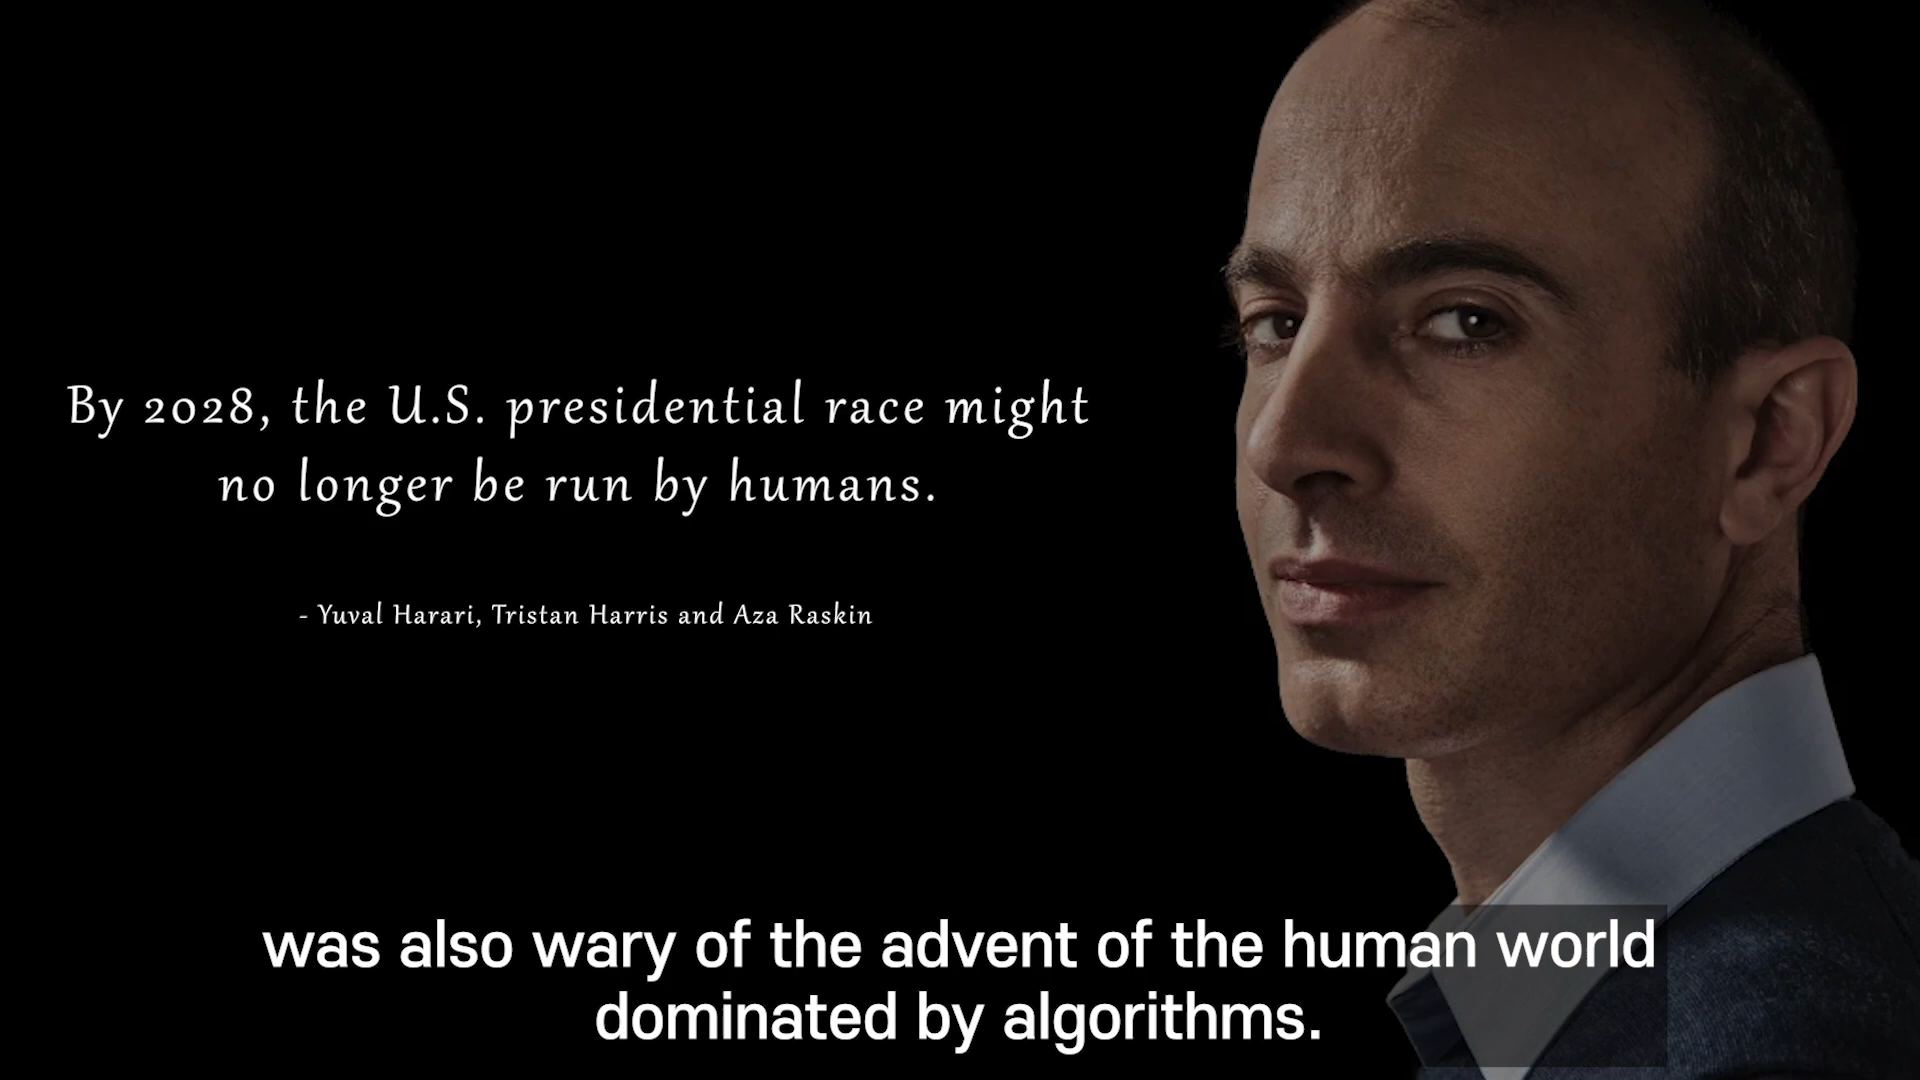 By 2028, the U.S. presidential race might
no longer be run by humans.
- Yuval Harari, Tristan Harris and Aza Raskin
was also wary of the advent of the human world
dominated by algorithms.